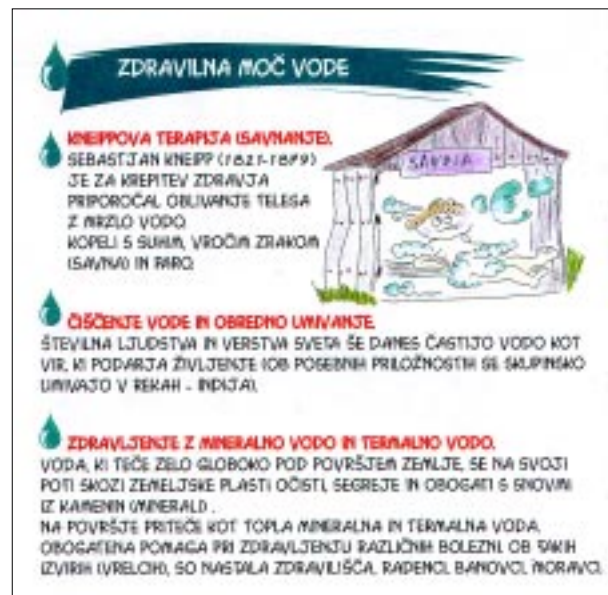 ZDRAVILNA MOČ VODE
KNEIPPOVA TERAPIJA (SAVNANJE).
SEBASTJAN KNEIPP (1821-1879)
JE ZA KREPITEV ZDRAVJA
PRIPOROČAL OBLIVANJE TELESA
Z MRZLO VODO.
KOPELI S SUHIM, VROČIM ZRAKOM
(SAVNA) IN PARO.
SAVNA
ČIŠČENJE VODE IN OBREDNO UMIVANJE.
ŠTEVILNA LJUDSTVA IN VERSTVA SVETA ŠE DANES ČASTIJO VODO KOT
VIR, KI PODARJA ŽIVLJENJE (OB POSEBNIH PRILOŽNOSTIH SE SKUPINSKO
UMIVAJO V REKAH - INDIJA).
ZDRAVLJENJE Z MINERALNO VODO IN TERMALNO VODO.
VODA, KI TEČE ZELO GLOBOKO POD POVRŠJEM ZEMLJE, SE NA SVOJI
POTI SKOZI ZEMELJSKE PLASTI OČISTI, SEGREJE IN OBOGATI S SNOVMI
IZ KAMENIN (MINERALI).
NA POVRŠJE PRITEČE KOT TOPLA MINERALNA IN TERMALNA VODA.
OBOGATENA POMAGA PRI ZDRAVLJENJU RAZLIČNIH BOLEZNI. OB TAKIH
IZVIRIH (VRELCIH), SO NASTALA ZDRAVILIŠČA. RADENCI, BANOVCI, MORAVCI.